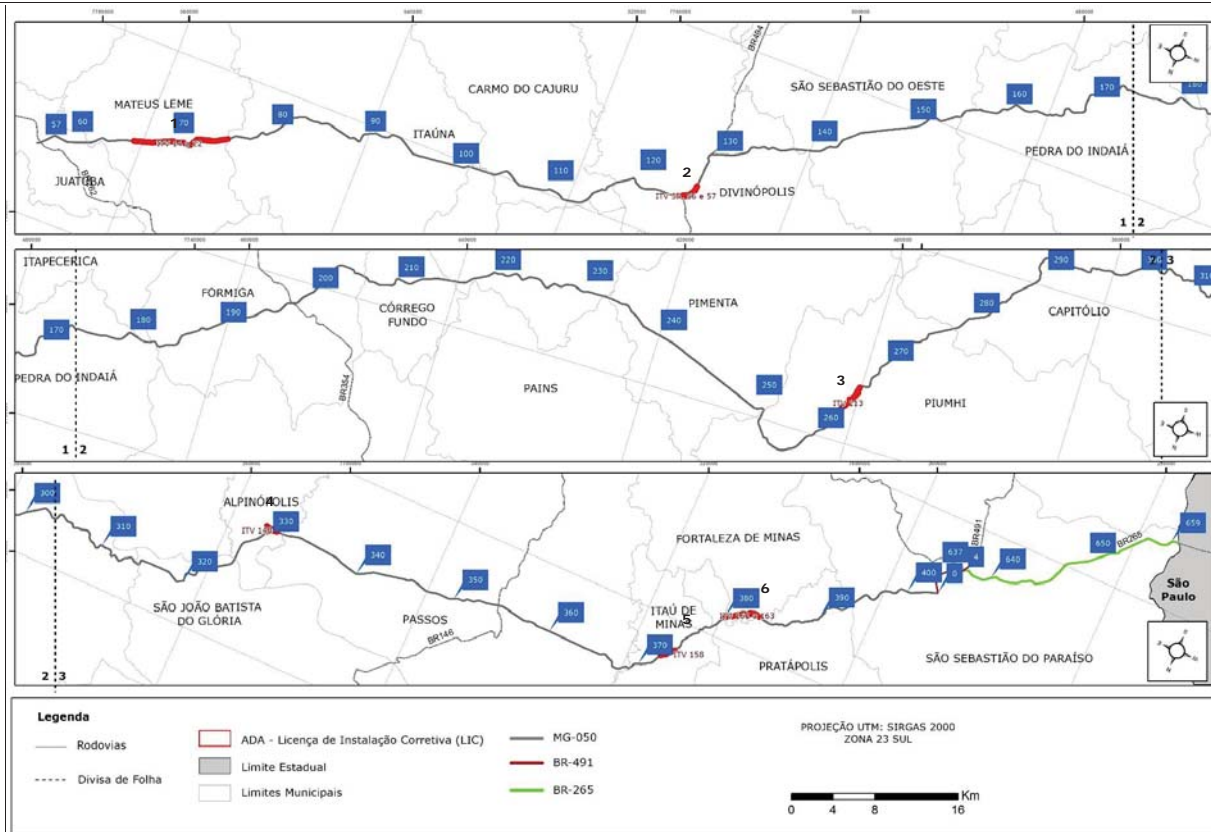 BR494
SÃO SEBASTIÃO DO OESTE
CARMO DO CAJURU
MATEUS LEME
160
170
57
60
1
70
80
90
ITAÚNA
100
110
120
130
140
150
PEDRA DO INDAIÁ
JUATUBA
2
DIVINÓPOLIS
1 2
ITAPECERICA
FORMIGA
170
180
190
200
210
220
230
CÓRREGO
FUNDO
PIMENTA
240
290
280
CAPITÓLIO
310
3
PEDRA DO INDAIÁ
BR354
PAINS
250
3
270
260
PIUMHI
1 2
300
310
ALPINÓPOLIS
4
330
320
340
350
360
SÃO JOÃO BATISTA
DO GLÓRIA
PASSOS
BR146
FORTALEZA DE MINAS
ITAÚ DE
MINAS
5
370
ITV 158
6
380
390
PRATÁPOLIS
400
637
4
0
640
BR491
650
BR265
659
São
Paulo
SÃO SEBASTIÃO DO PARAÍSO
2 3
Legenda
Rodovias
Divisa de Folha
ADA - Licença de Instalação Corretiva (LIC)
Limite Estadual
Limites Municipais
MG-050
BR-491
BR-265
PROJEÇÃO UTM: SIRGAS 2000
ZONA 23 SUL
Km
0 4 8 16